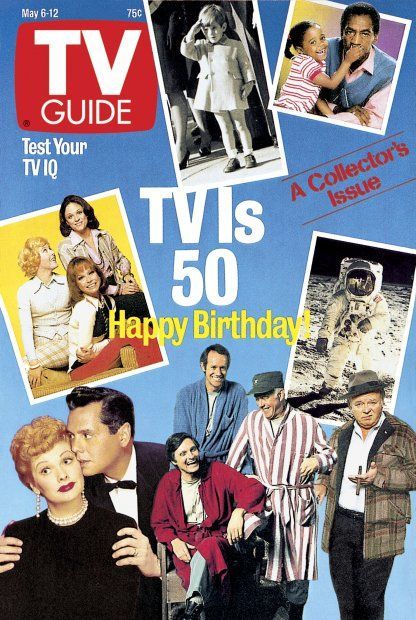 May 6-12
75¢
TV
GUIDE
®
Test Your
TV IQ
A Collector's
Issue
TV Is
50
Happy Birthday!